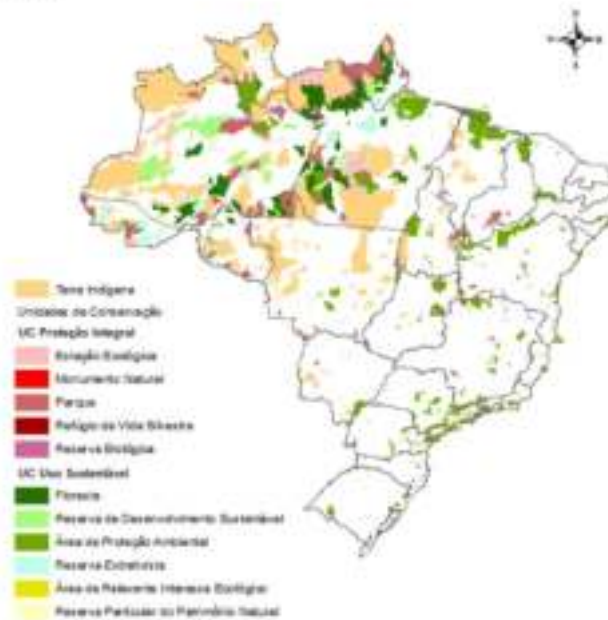 Terra Indígena
Unidades de Conservação
UC Proteção Integral
Estação Ecológica
Monumento Natural
Parque
Refúgio de Vida Silvestre
Reserva Biológica
UC Uso Sustentável
Floresta
Reserva de Desenvolvimento Sustentável
Área de Proteção Ambiental
Reserva Extrativista
Área de Relevante Interesse Ecológico
Reserva Particular do Patrimônio Natural